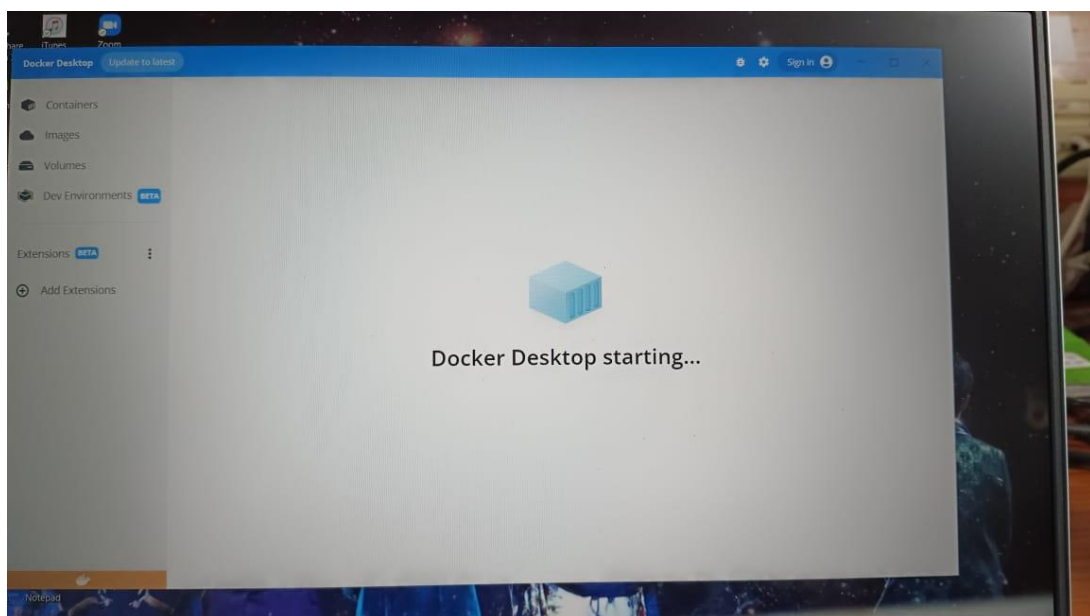 iTunes
Zoom
Docker Desktop
Update to latest
Sign in
Containers
Images
Volumes
Dev Environments BETA
Extensions BETA
Add Extensions
Docker Desktop starting...
Notepad